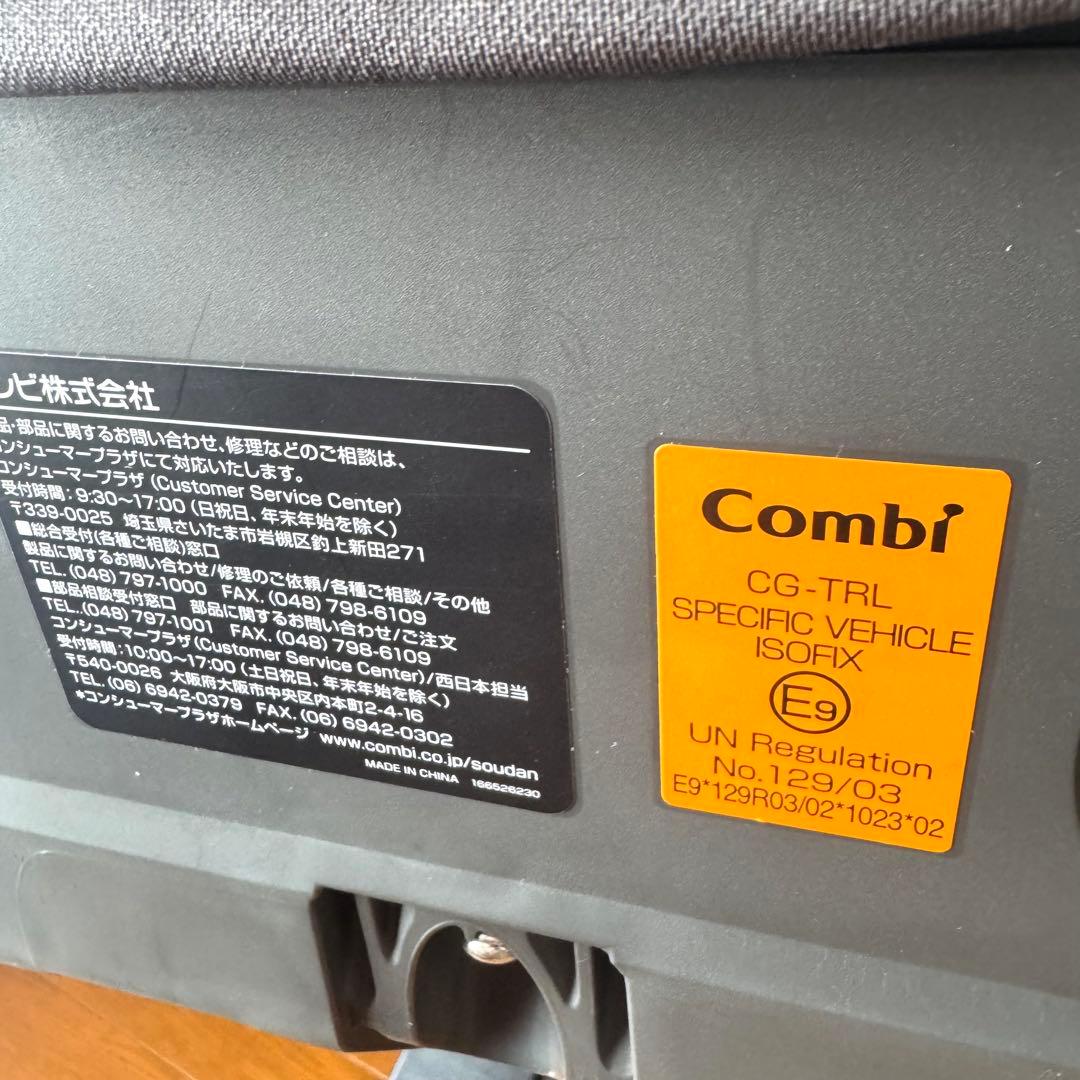 ンビ株式会社
品・部品に関するお問い合わせ、修理などのご相談は、
コンシューマープラザにて対応いたします。
コンシューマープラザ (Customer Service Center)
受付時間：9:30～17:00 (日祝日、年末年始を除く)
〒339-0025 埼玉県さいたま市岩槻区釣上新田271
■総合受付(各種ご相談)窓口
製品に関するお問い合わせ/修理のご依頼/各種ご相談/その他
TEL. (048) 797-1000 FAX. (048) 798-6109
■部品相談受付窓口 部品に関するお問い合わせ/ご注文
TEL. (048) 797-1001 FAX. (048) 798-6109
コンシューマープラザ (Customer Service Center)/西日本担当
受付時間：10:00～17:00 (土日祝日、年末年始を除く)
〒540-0026 大阪府大阪市中央区内本町2-4-16
TEL. (06) 6942-0379 FAX. (06) 6942-0302
*コンシューマープラザホームページ www.combi.co.jp/soudan
MADE IN CHINA 166526230
Combi
CG-TRL
SPECIFIC VEHICLE
ISOFIX
E9
UN Regulation
No.129/03
E9*129R03/02*1023*02